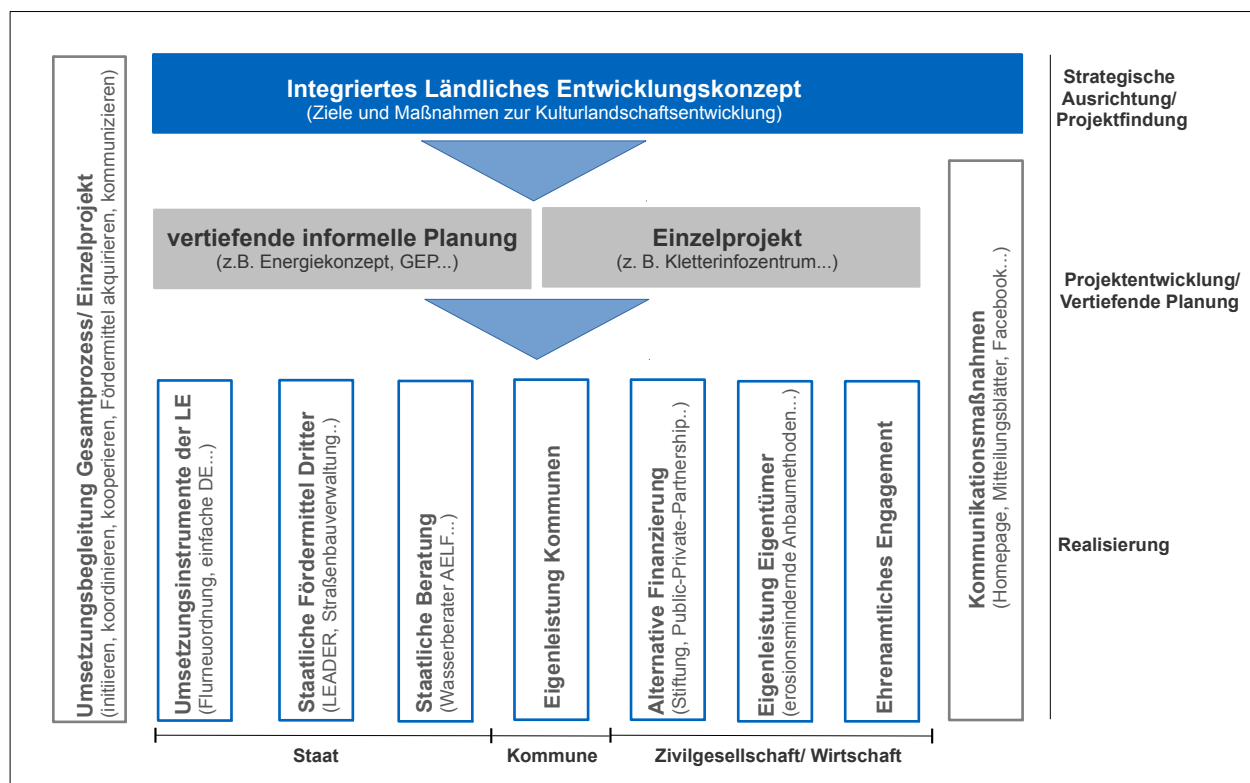 Integriertes Ländliches Entwicklungskonzept
(Ziele und Maßnahmen zur Kulturlandschaftsentwicklung)
Strategische
Ausrichtung/
Projektfindung
Umsetzungsbegleitung Gesamtprozess/ Einzelprojekt
(initiieren, koordinieren, kooperieren, Fördermittel akquirieren, kommunizieren)
vertiefende informelle Planung
(z.B. Energiekonzept, GEP...)
Einzelprojekt
(z. B. Kletterinfozentrum...)
Projektentwicklung/
Vertiefende Planung
Umsetzungsinstrumente der LE
(Flurneuordnung, einfache DE...)
Staatliche Fördermittel Dritter
(LEADER, Straßenbauverwaltung..)
Staatliche Beratung
(Wasserberater AELF...)
Eigenleistung Kommunen
Alternative Finanzierung
(Stiftung, Public-Private-Partnership..)
Eigenleistung Eigentümer
(erosionsmindernde Anbaumethoden...)
Ehrenamtliches Engagement
Kommunikationsmaßnahmen
(Homepage, Mitteilungsblätter, Facebook...)
Realisierung
Staat
Kommune
Zivilgesellschaft/ Wirtschaft